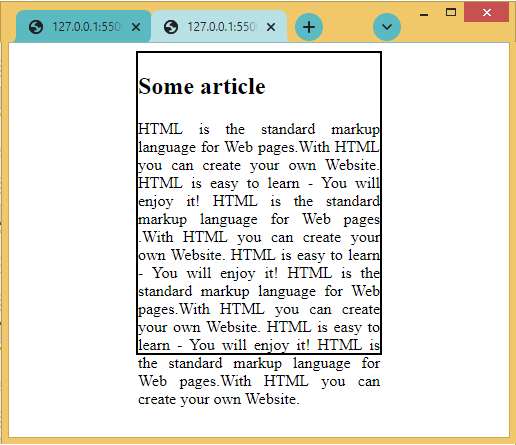 127.0.0.1:550
127.0.0.1:550
Some article
HTML is the standard markup
language for Web pages.With HTML
you can create your own Website.
HTML is easy to learn - You will
enjoy it! HTML is the standard
markup language for Web pages
.With HTML you can create your
own Website. HTML is easy to learn
- You will enjoy it! HTML is the
standard markup language for Web
pages.With HTML you can create
your own Website. HTML is easy to
learn - You will enjoy it! HTML is
the standard markup language for
Web pages.With HTML you can
create your own Website.